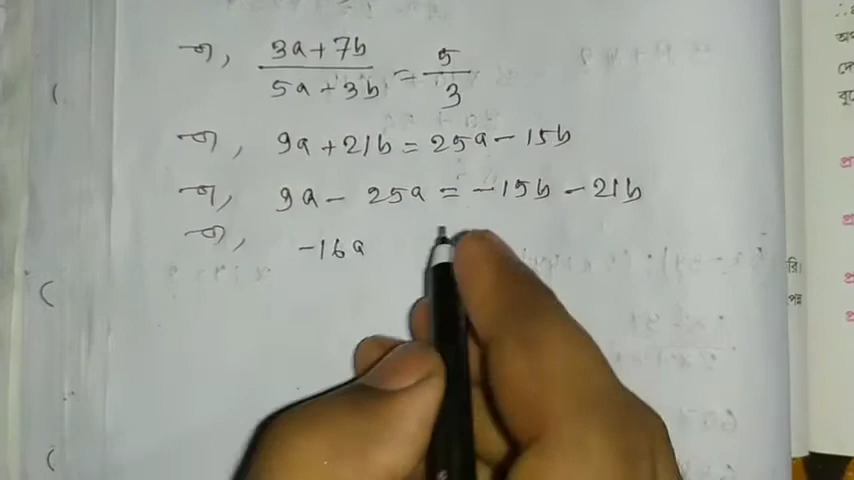 বা, 3a + 7b / 5a + 3b = 5 / 3
বা, 9a + 21b = 25a - 15b
বা, 9a - 25a = -15b - 21b
বা, -16a